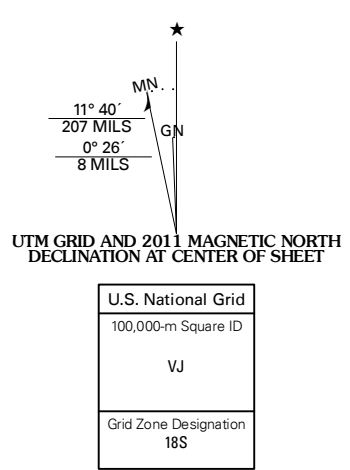 ★
MN
11° 40´
207 MILS
GN
0° 26´
8 MILS
UTM GRID AND 2011 MAGNETIC NORTH
DECLINATION AT CENTER OF SHEET
U.S. National Grid
100,000-m Square ID
VJ
Grid Zone Designation
18S